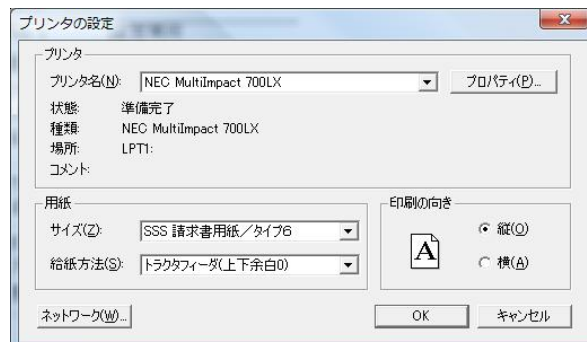 プリンタの設定
プリンタ
プリンタ名(N): NEC MultiImpact 700LX プロパティ(P)...
状態: 準備完了
種類: NEC MultiImpact 700LX
場所: LPT1:
コメント:
用紙
サイズ(Z): SSS 請求書用紙/タイプ6
給紙方法(S): トラクタフィーダ(上下余白0)
印刷の向き
A
縦(O)
横(A)
ネットワーク(W)... OK キャンセル